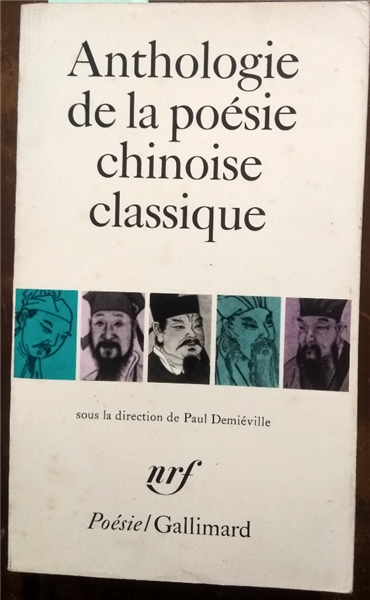 Anthologie
de la poésie
chinoise
classique
sous la direction de Paul Demiéville
nrf
Poésie/Gallimard